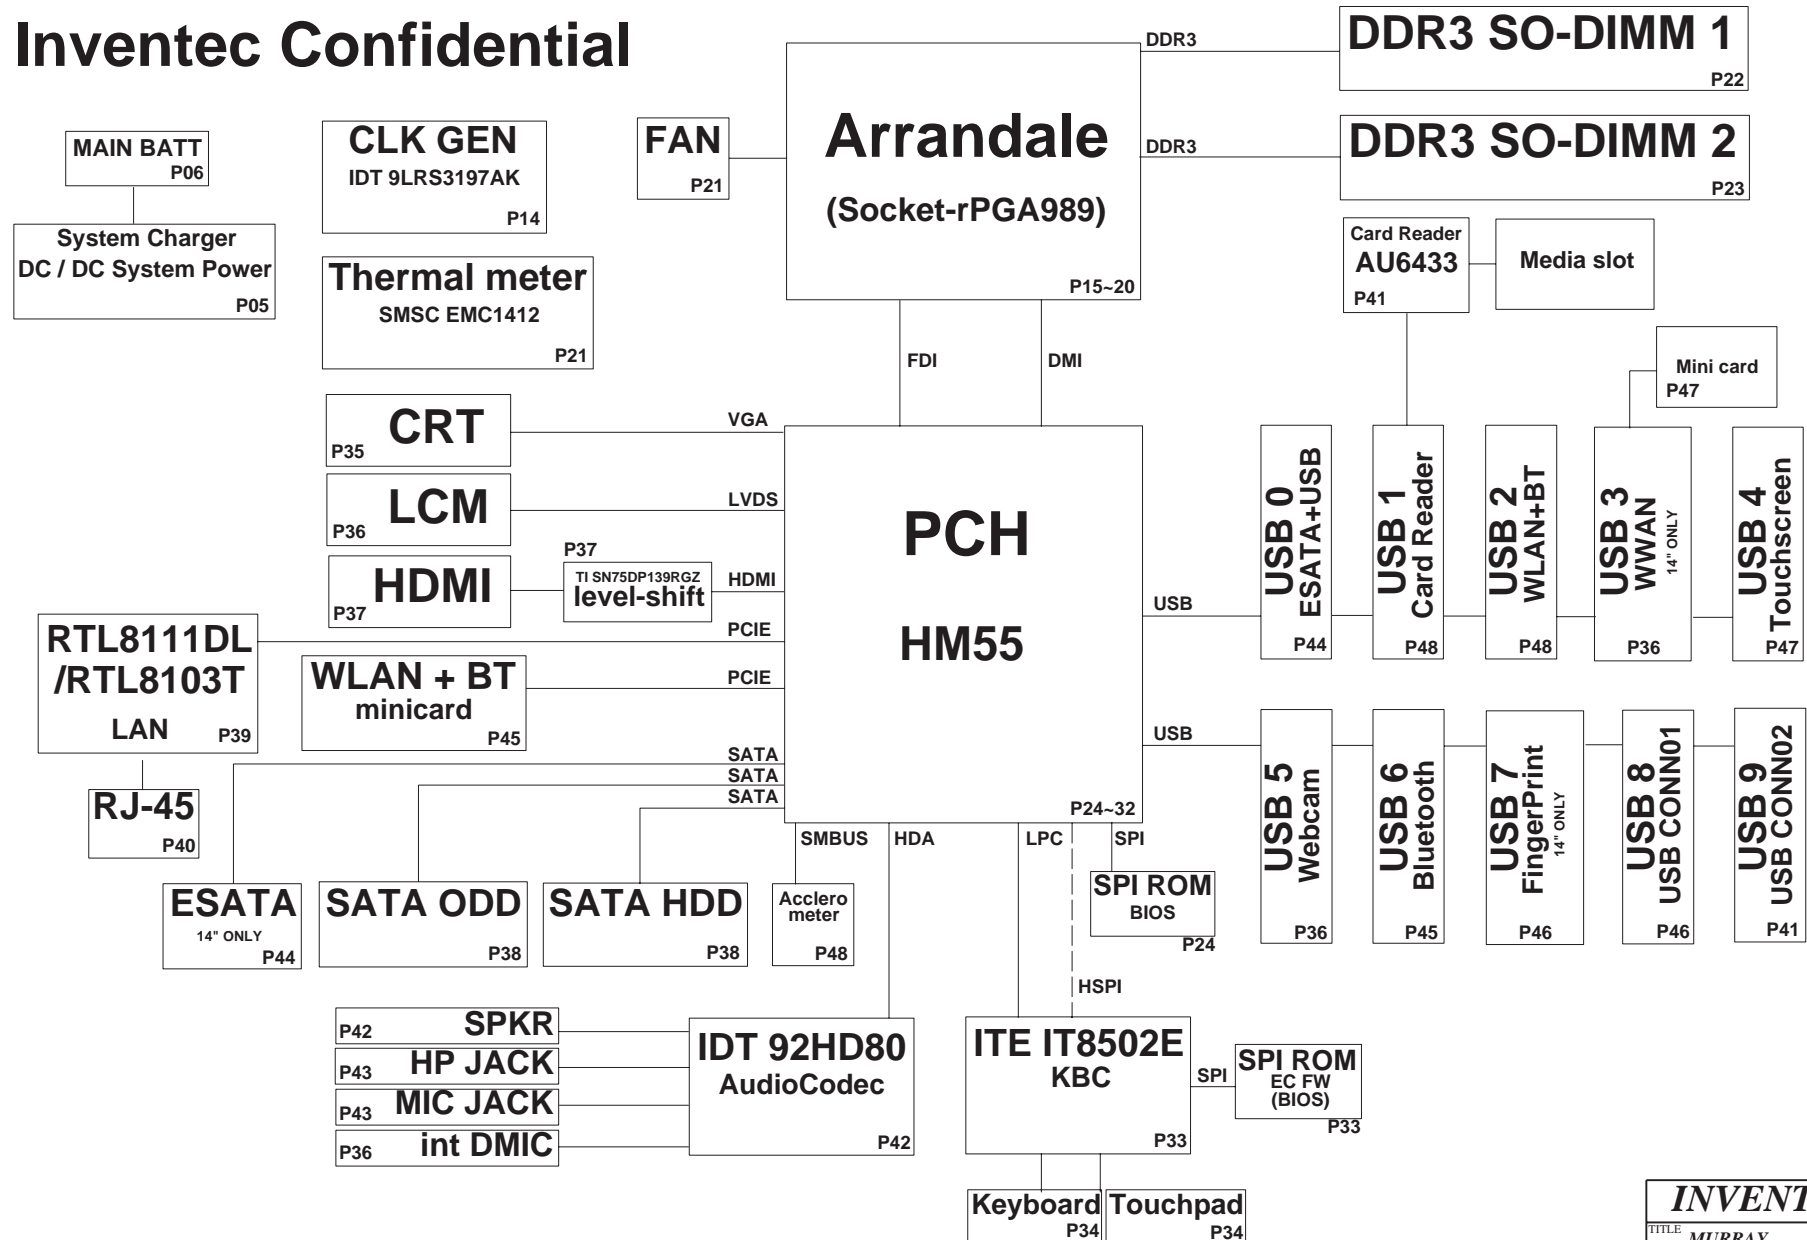 Inventec Confidential
MAIN BATT
P06
System Charger
DC / DC System Power
P05
CLK GEN
IDT 9LRS3197AK
P14
Thermal meter
SMSC EMC1412
P21
FAN
P21
Arrandale
(Socket-rPGA989)
P15~20
DDR3
DDR3 SO-DIMM 1
P22
DDR3
DDR3 SO-DIMM 2
P23
Card Reader
AU6433
P41
Media slot
Mini card
P47
FDI
DMI
CRT
P35
VGA
LCM
P36
LVDS
HDMI
P37
P37
TI SN75DP139RGZ
level-shift
HDMI
RTL8111DL
/RTL8103T
LAN
P39
PCIE
WLAN + BT
minicard
P45
PCIE
RJ-45
P40
SATA
SATA
SATA
PCH
HM55
P24~32
USB
USB 0
ESATA+USB
P44
USB 1
Card Reader
P48
USB 2
WLAN+BT
P48
USB 3
WWAN
14" ONLY
P36
USB 4
Touchscreen
P47
USB
USB 5
Webcam
P36
USB 6
Bluetooth
P45
USB 7
FingerPrint
14" ONLY
P46
USB 8
USB CONN01
P46
USB 9
USB CONN02
P41
SMBUS
HDA
LPC
SPI
ESATA
14" ONLY
P44
SATA ODD
P38
SATA HDD
P38
Acclero
meter
P48
SPI ROM
BIOS
P24
HSPI
SPKR
P42
HP JACK
P43
MIC JACK
P43
int DMIC
P36
IDT 92HD80
AudioCodec
P42
ITE IT8502E
KBC
P33
SPI
SPI ROM
EC FW
(BIOS)
P33
Keyboard
P34
Touchpad
P34
INVENT
TITLE
MURRAY